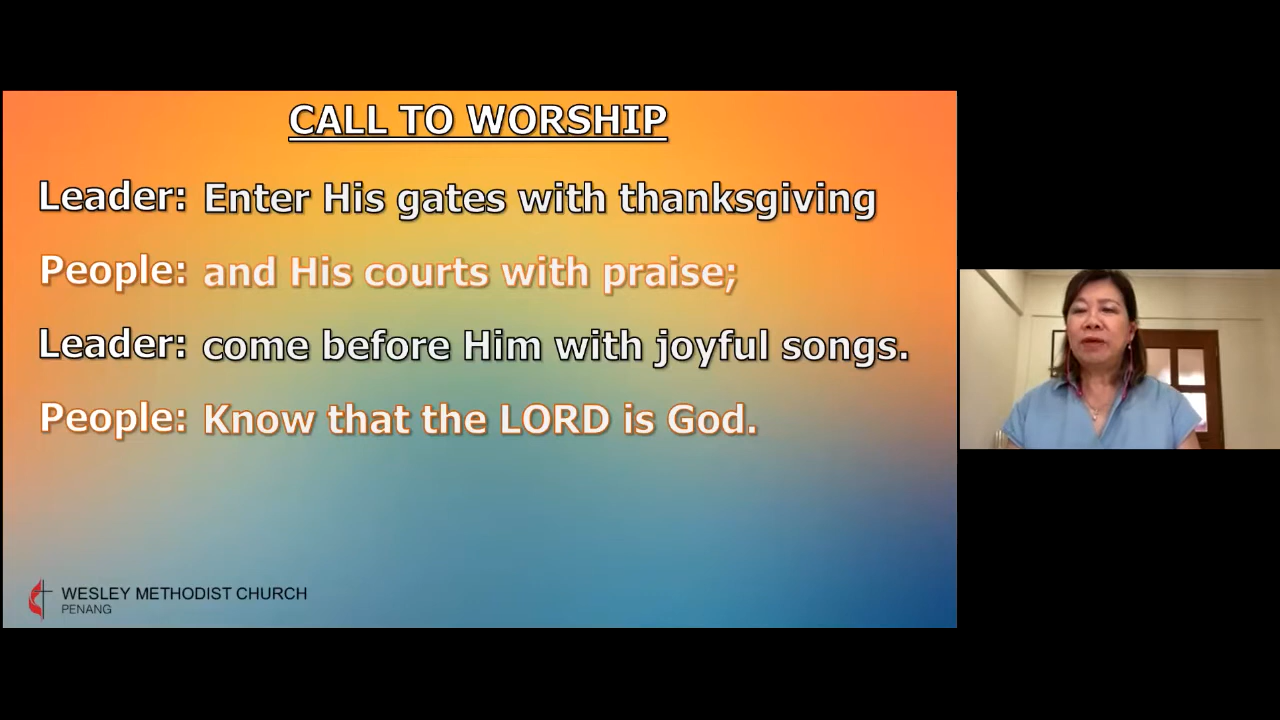 CALL TO WORSHIP
Leader: Enter His gates with thanksgiving
People: and His courts with praise;
Leader: come before Him with joyful songs.
People: Know that the LORD is God.
WESLEY METHODIST CHURCH
PENANG